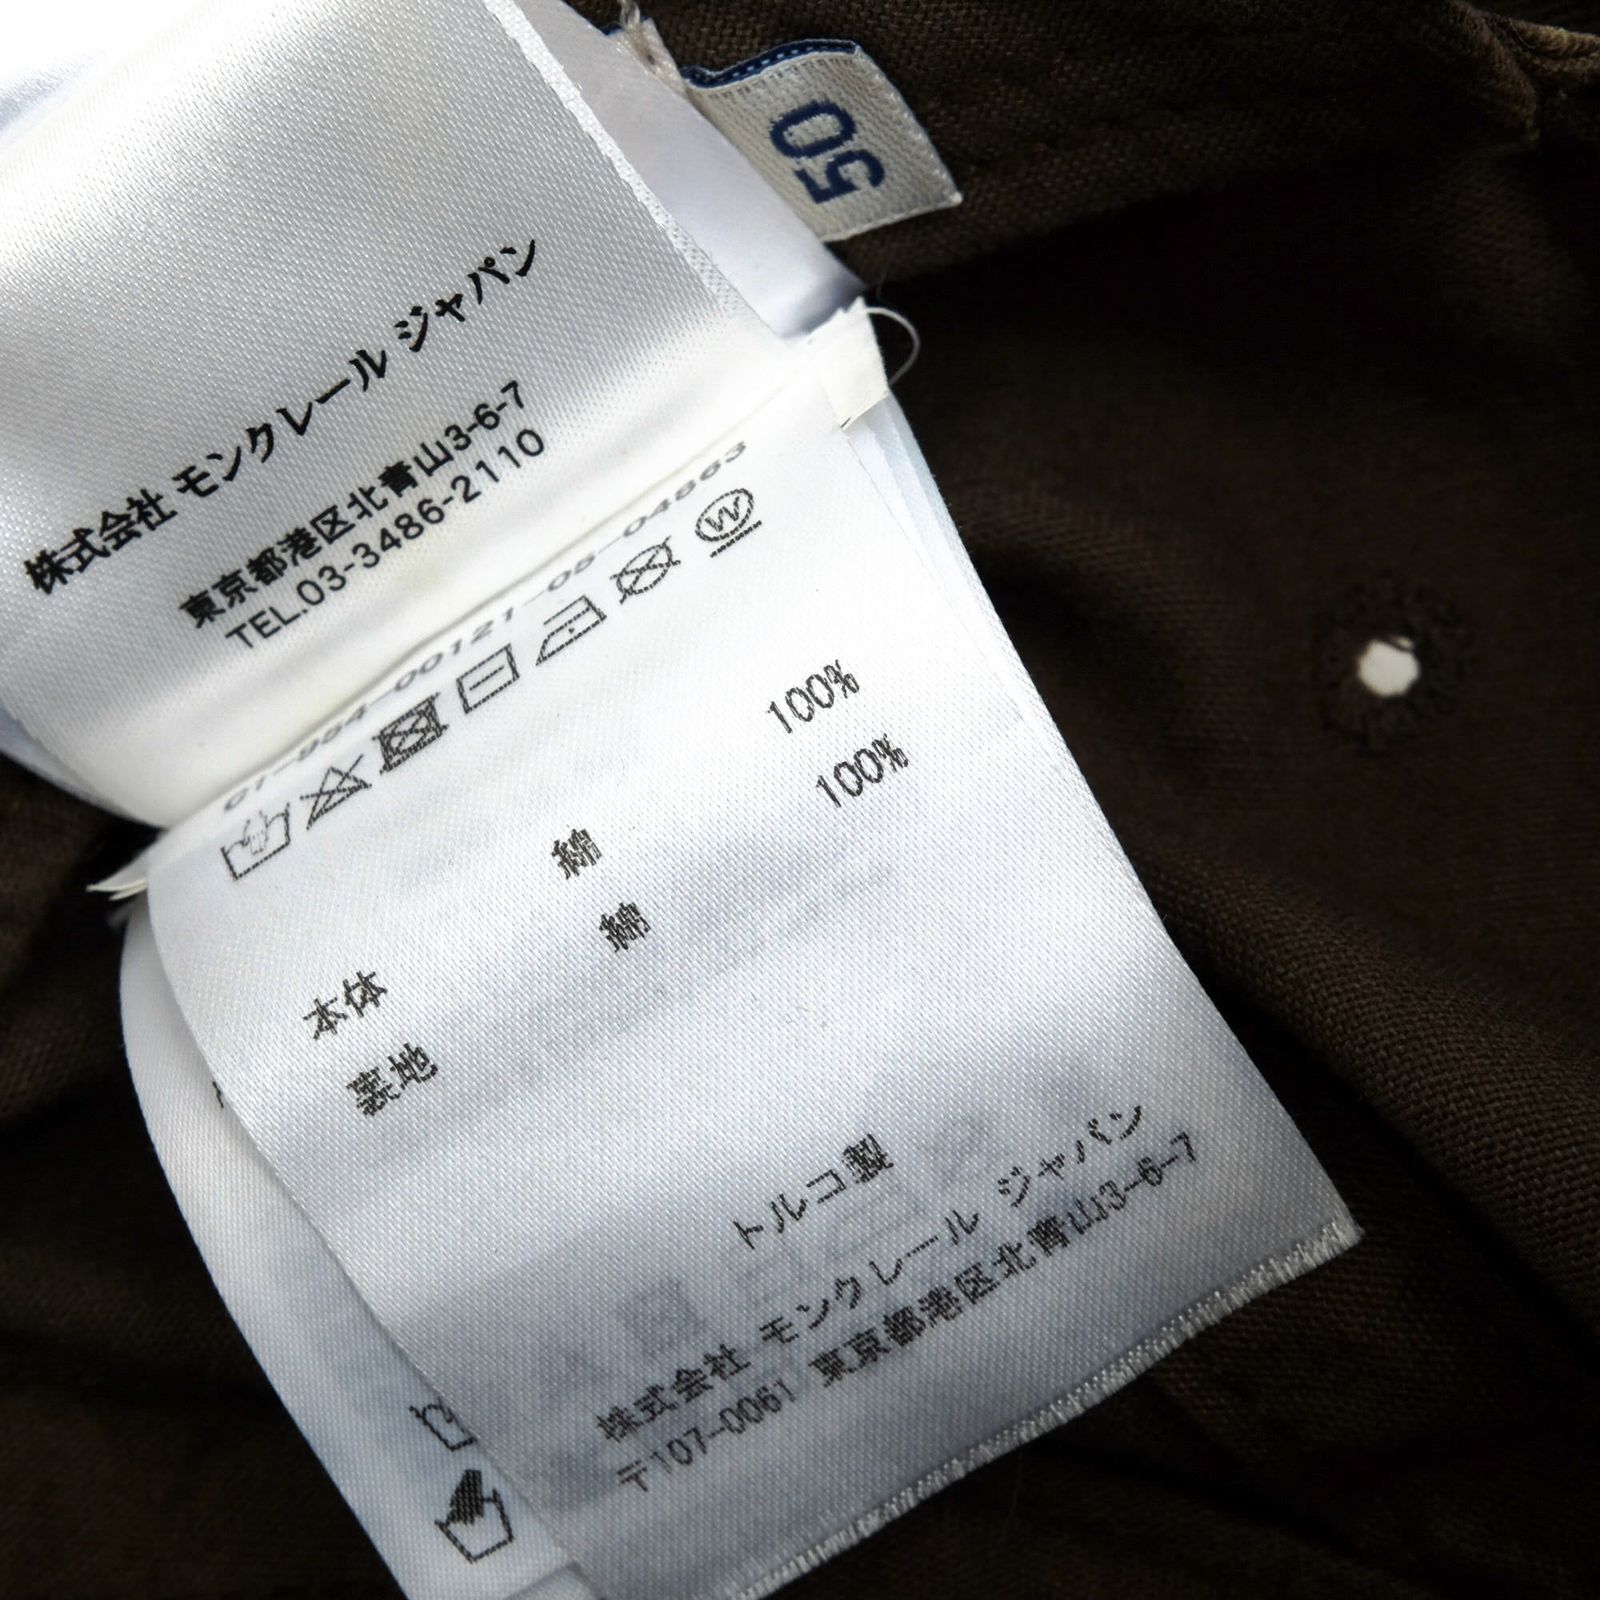 50
株式会社 モンクレール ジャパン
東京都港区北青山3-6-7
TEL.03-3486-2110
本体 綿 100%
裏地 綿 100%
トルコ製
株式会社 モンクレール ジャパン
〒107-0061 東京都港区北青山3-6-7